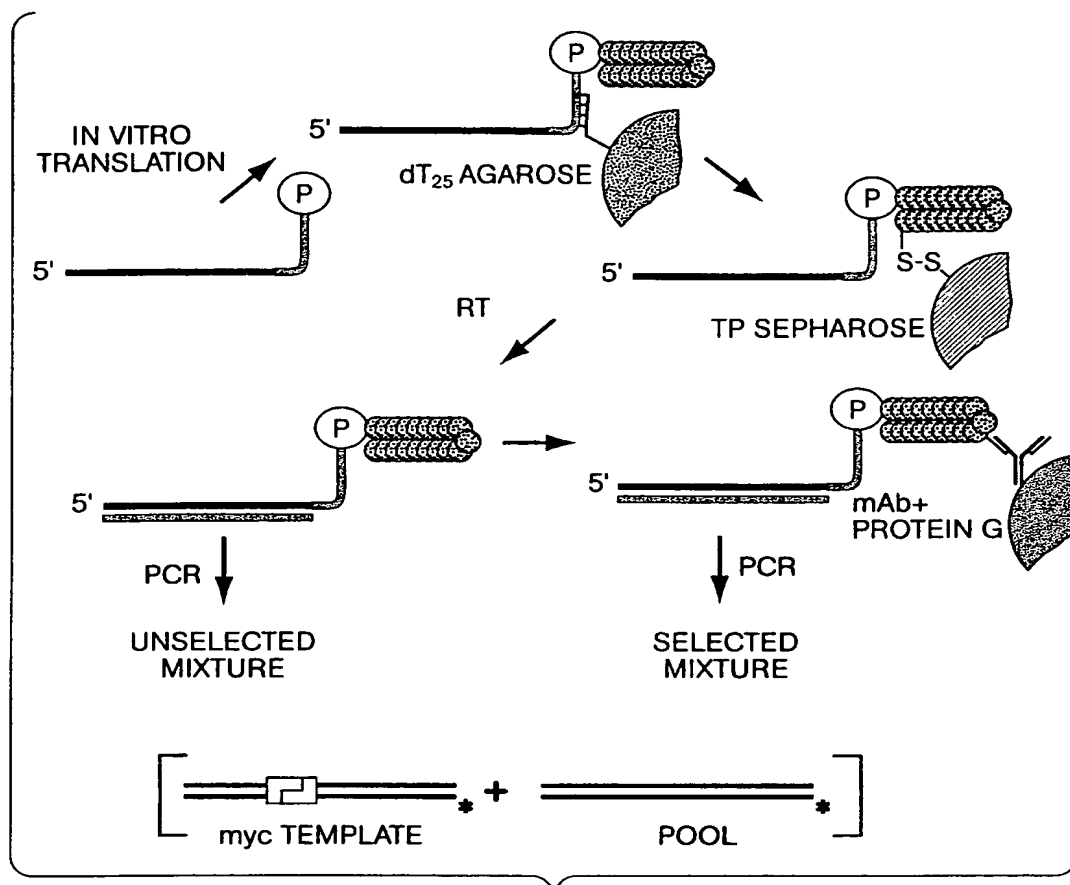 P
5'
IN VITRO
TRANSLATION
dT₂₅ AGAROSE
P
5'
P
5'
S-S
TP SEPHAROSE
RT
P
5'
P
5'
mAb+
PROTEIN G
PCR
PCR
UNSELECTED
MIXTURE
SELECTED
MIXTURE
* + *
myc TEMPLATE
POOL